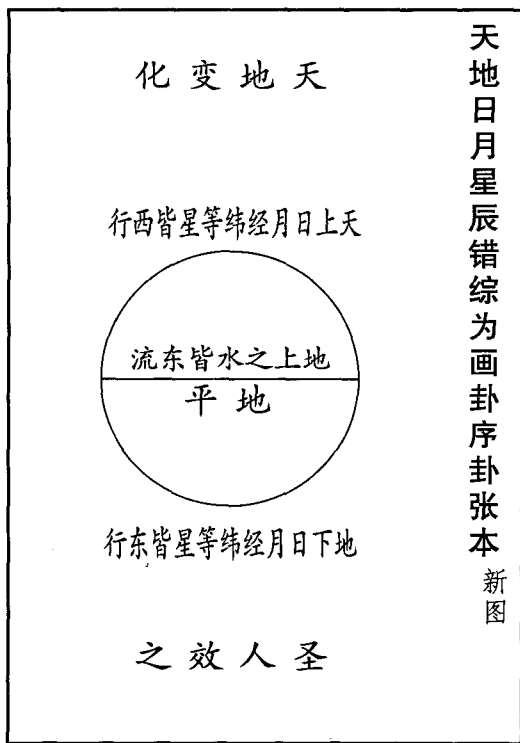 天地日月星辰错综为画卦序卦张本
新图
天地变化
天上日月经纬等星皆西行
地上之水皆东流
地平
地下日月经纬等星皆东行
圣人效之